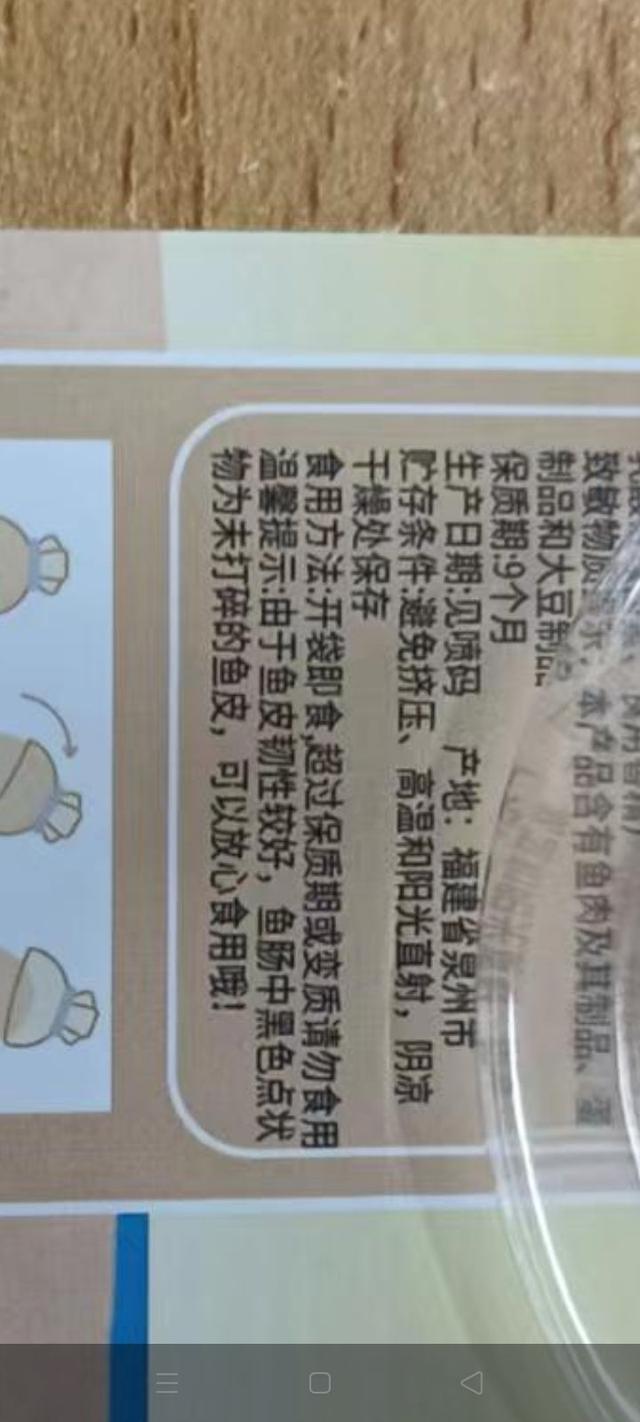 致敏物质提示：本产品含有鱼肉及其制品、蛋
制品和大豆制品
保质期:9个月
生产日期:见喷码 产地：福建省泉州市
贮存条件:避免挤压、高温和阳光直射，阴凉
干燥处保存
食用方法:开袋即食,超过保质期或变质请勿食用
温馨提示:由于鱼皮韧性较好，鱼肠中黑色点状
物为未打碎的鱼皮，可以放心食用哦！